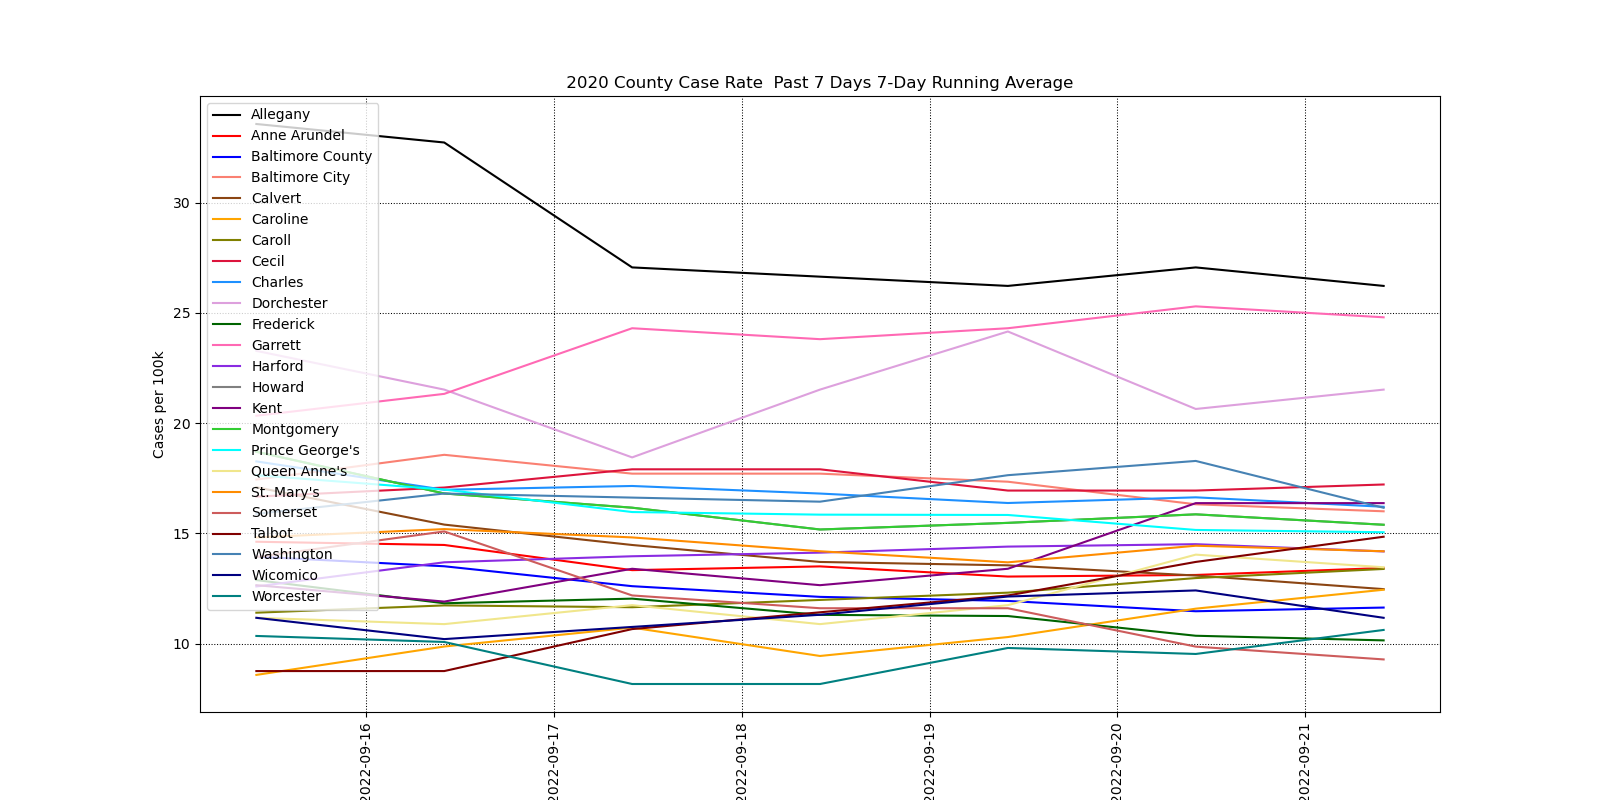 2020 County Case Rate  Past 7 Days 7-Day Running Average
Cases per 100k
30
25
20
15
10
Allegany
Anne Arundel
Baltimore County
Baltimore City
Calvert
Caroline
Caroll
Cecil
Charles
Dorchester
Frederick
Garrett
Harford
Howard
Kent
Montgomery
Prince George's
Queen Anne's
St. Mary's
Somerset
Talbot
Washington
Wicomico
Worcester
2022-09-16
2022-09-17
2022-09-18
2022-09-19
2022-09-20
2022-09-21